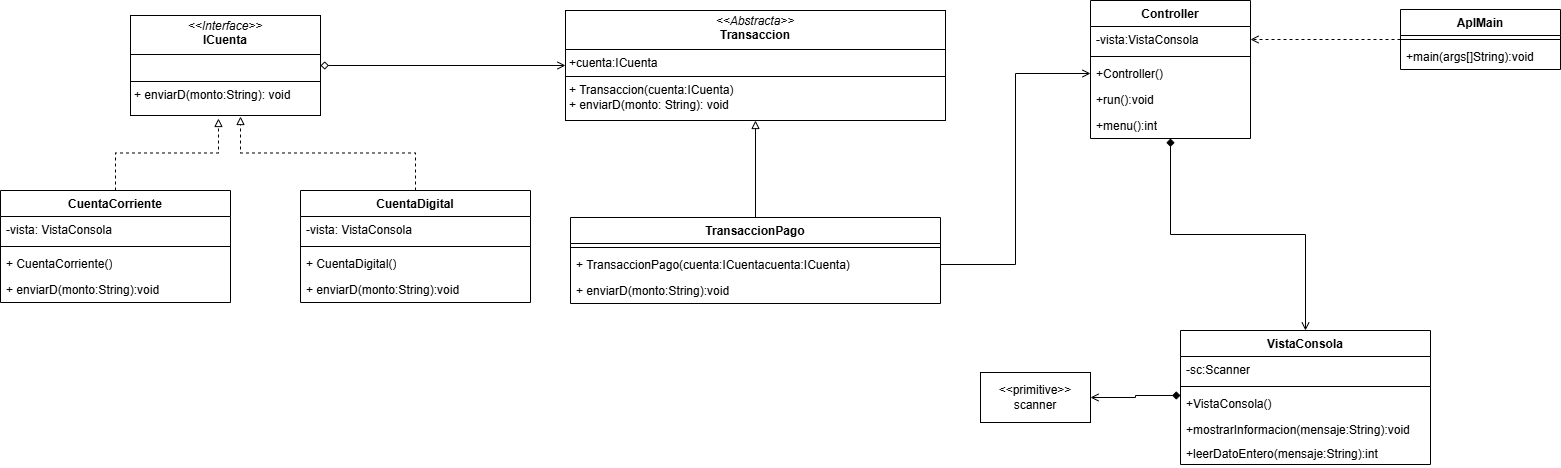 <<Interface>>
ICuenta
+ enviarD(monto:String): void
<<Abstracta>>
Transaccion
+cuenta:ICuenta
+ Transaccion(cuenta:ICuenta)
+ enviarD(monto: String): void
Controller
-vista:VistaConsola
+Controller()
+run():void
+menu():int
AplMain
+main(args[]String):void
CuentaCorriente
-vista: VistaConsola
+ CuentaCorriente()
+ enviarD(monto:String):void
CuentaDigital
-vista: VistaConsola
+ CuentaDigital()
+ enviarD(monto:String):void
TransaccionPago
+ TransaccionPago(cuenta:ICuentacuenta:ICuenta)
+ enviarD(monto:String):void
<<primitive>>
scanner
VistaConsola
-sc:Scanner
+VistaConsola()
+mostrarInformacion(mensaje:String):void
+leerDatoEntero(mensaje:String):int